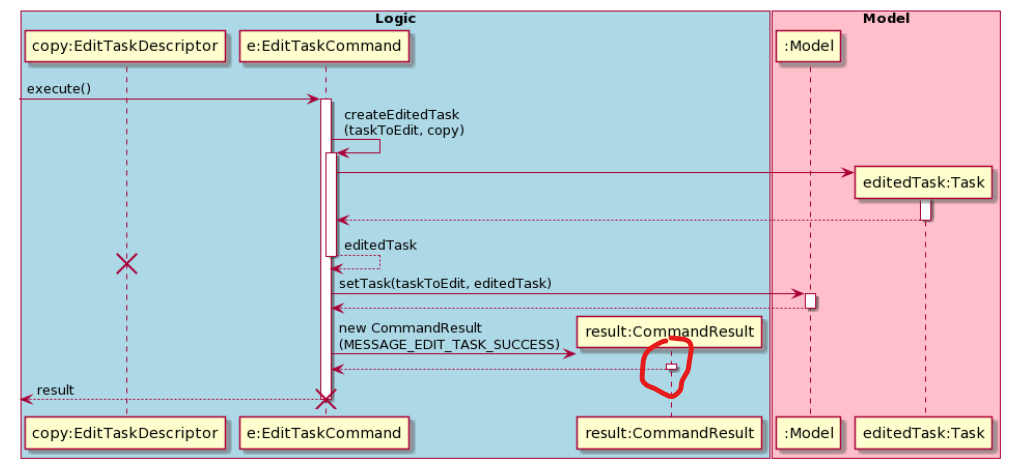 Logic
Model
copy:EditTaskDescriptor
e:EditTaskCommand
:Model
execute()
createEditedTask
(taskToEdit, copy)
editedTask:Task
editedTask
setTask(taskToEdit, editedTask)
new CommandResult
(MESSAGE_EDIT_TASK_SUCCESS)
result:CommandResult
result
copy:EditTaskDescriptor
e:EditTaskCommand
result:CommandResult
:Model
editedTask:Task